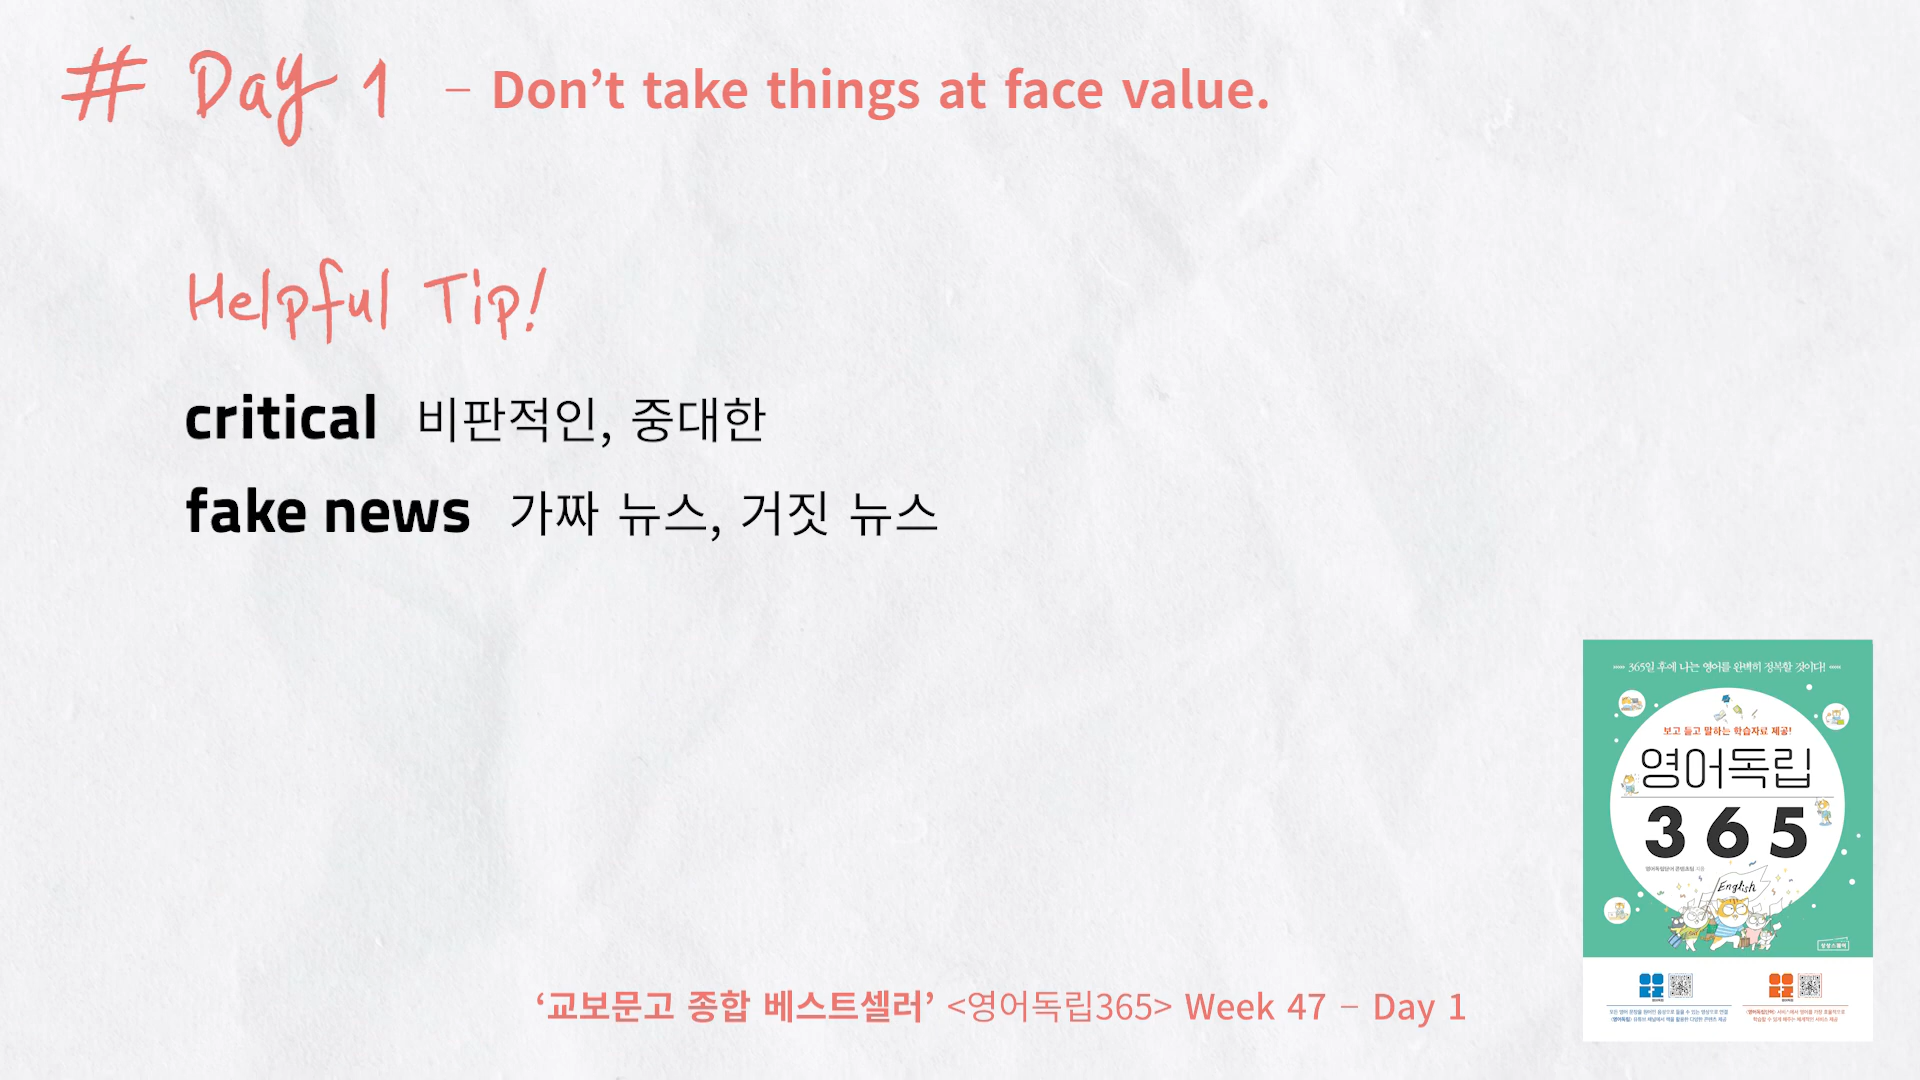 # Day 1 – Don’t take things at face value.
Helpful Tip!
critical 비판적인, 중대한
fake news 가짜 뉴스, 거짓 뉴스
365일 후에 나는 영어를 완벽히 정복할 것이다!
보고 듣고 말하는 학습자료 제공!
영어독립
365
English
‘교보문고 종합 베스트셀러’ <영어독립365> Week 47 – Day 1